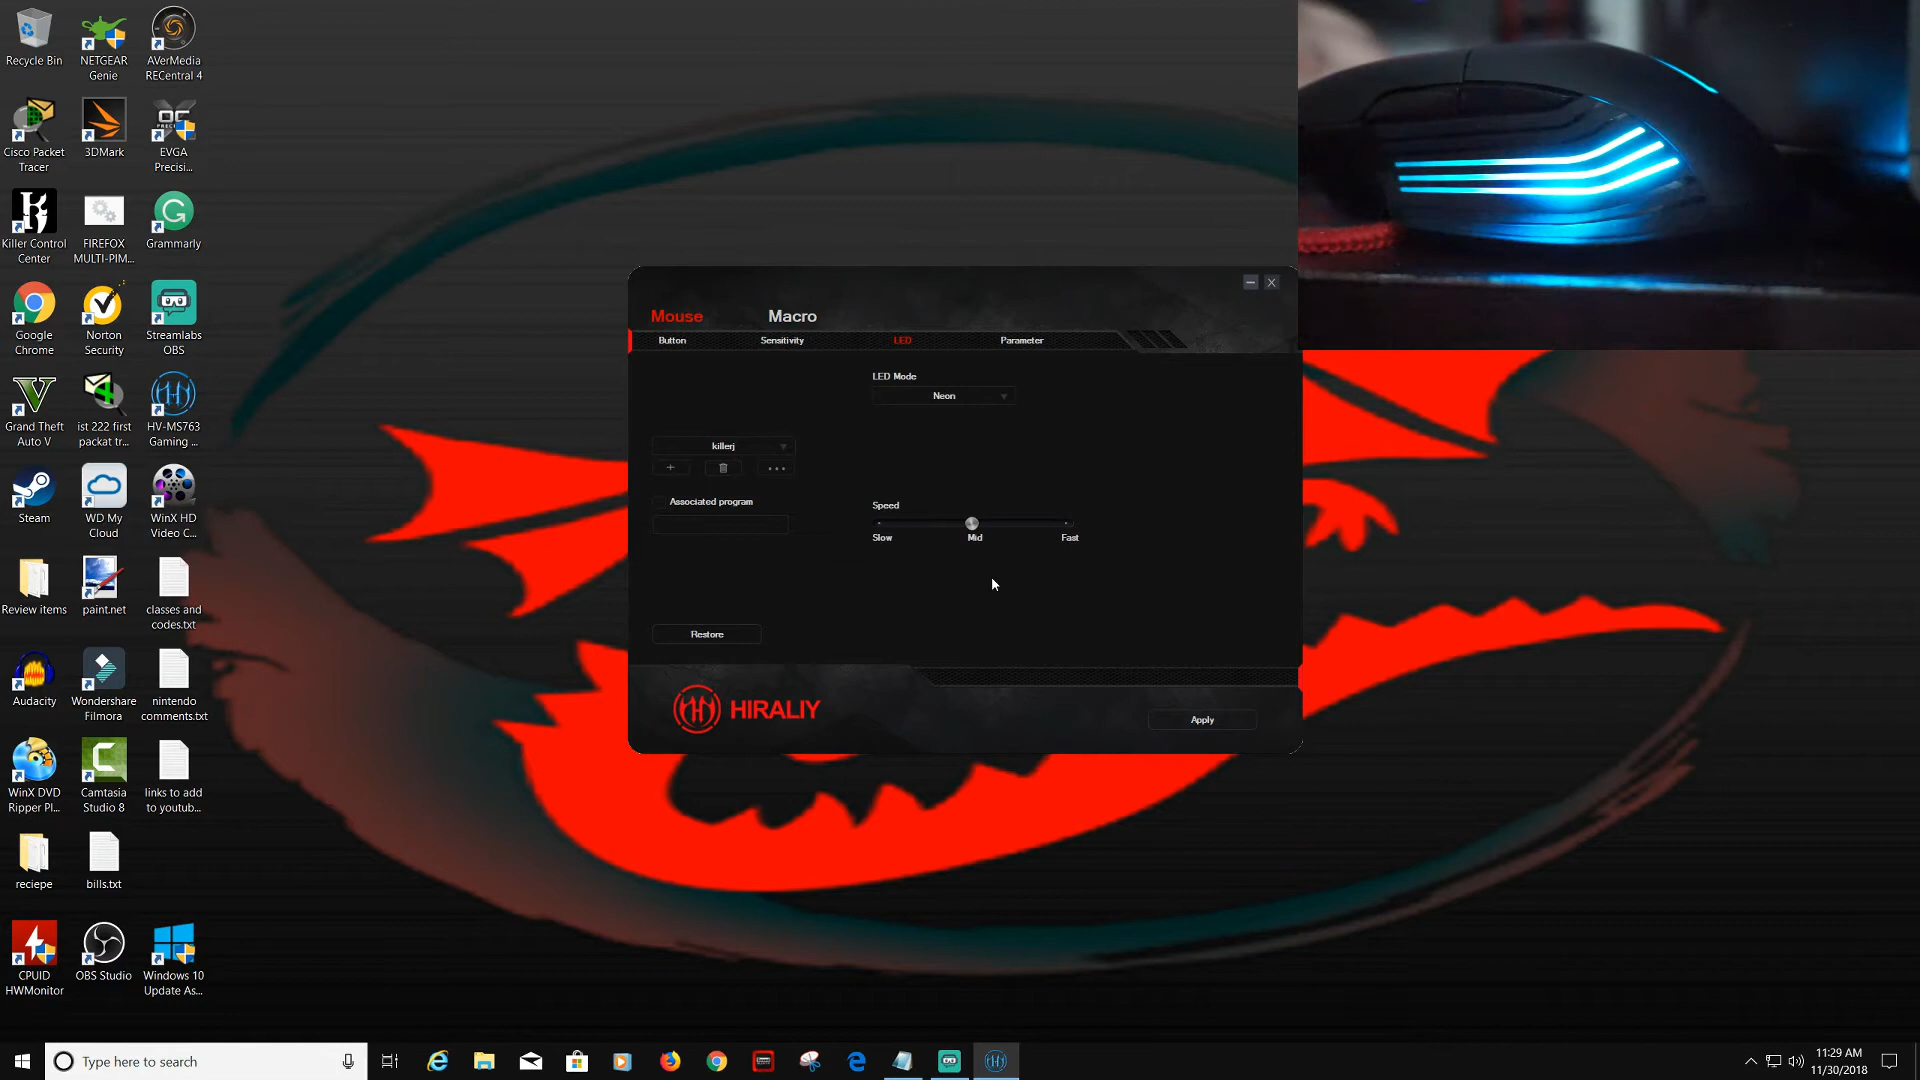 Recycle Bin
NETGEAR
Genie
AVerMedia
RECentral 4
Cisco Packet
Tracer
3DMark
EVGA
Precisi...
Killer Control
Center
FIREFOX
MULTI-PIM...
Grammarly
Google
Chrome
Norton
Security
Streamlabs
OBS
Grand Theft
Auto V
ist 222 first
packat tr...
HV-MS763
Gaming ...
Steam
WD My
Cloud
WinX HD
Video C...
Review items
paint.net
classes and
codes.txt
Audacity
Wondershare
Filmora
nintendo
comments.txt
WinX DVD
Ripper Pl...
Camtasia
Studio 8
links to add
to youtub...
reciepe
bills.txt
CPUID
HWMonitor
OBS Studio
Windows 10
Update As...
Mouse Macro
Button Sensitivity LED Parameter
LED Mode
Neon
killerj
Associated program
Speed
Slow Mid Fast
Restore
HIRALIY
Apply
Type here to search
11:29 AM
11/30/2018